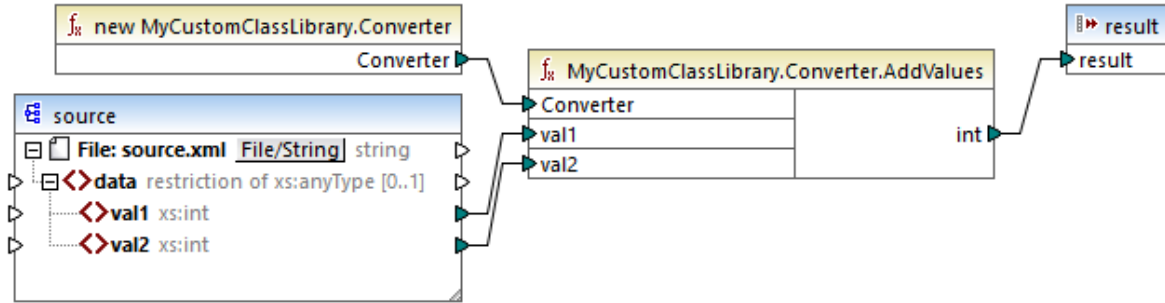 new MyCustomClassLibrary.Converter
Converter
source
File: source.xml File/String string
data restriction of xs:anyType [0..1]
val1 xs:int
val2 xs:int
MyCustomClassLibrary.Converter.AddValues
Converter
val1
val2
int
result
result